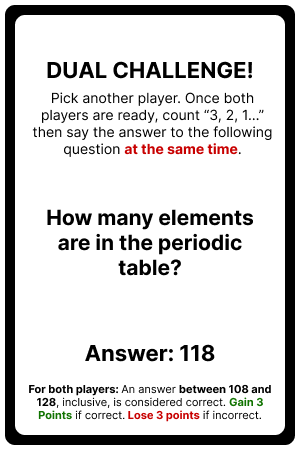 DUAL CHALLENGE!
Pick another player. Once both
players are ready, count “3, 2, 1...”
then say the answer to the following
question at the same time.
How many elements
are in the periodic
table?
Answer: 118
For both players: An answer between 108 and
128, inclusive, is considered correct. Gain 3
Points if correct. Lose 3 points if incorrect.